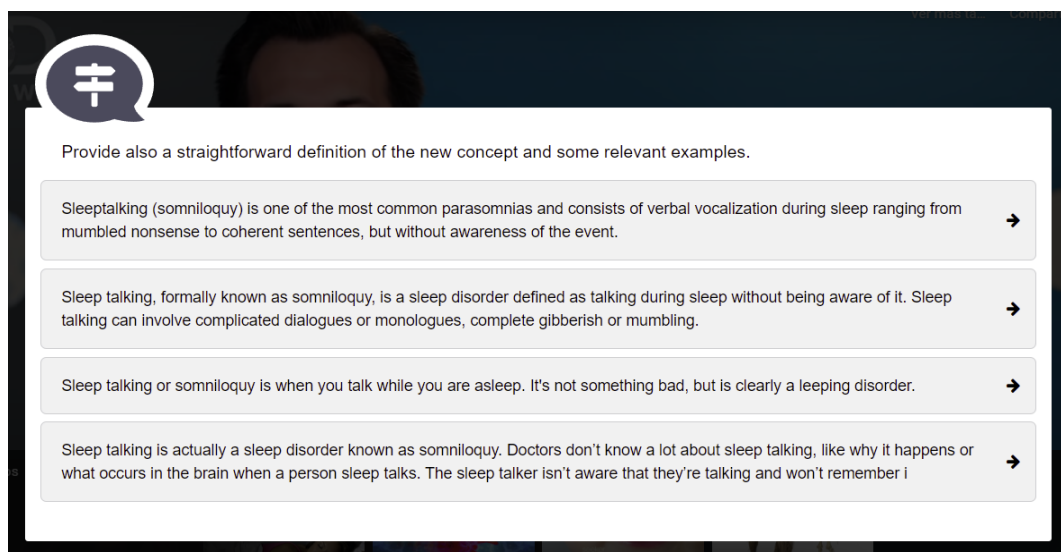 Ver más ta...
Compar
W
Provide also a straightforward definition of the new concept and some relevant examples.
Sleeptalking (somniloquy) is one of the most common parasomnias and consists of verbal vocalization during sleep ranging from
mumbled nonsense to coherent sentences, but without awareness of the event.
Sleep talking, formally known as somniloquy, is a sleep disorder defined as talking during sleep without being aware of it. Sleep
talking can involve complicated dialogues or monologues, complete gibberish or mumbling.
Sleep talking or somniloquy is when you talk while you are asleep. It's not something bad, but is clearly a leeping disorder.
Sleep talking is actually a sleep disorder known as somniloquy. Doctors don’t know a lot about sleep talking, like why it happens or
what occurs in the brain when a person sleep talks. The sleep talker isn’t aware that they’re talking and won’t remember i